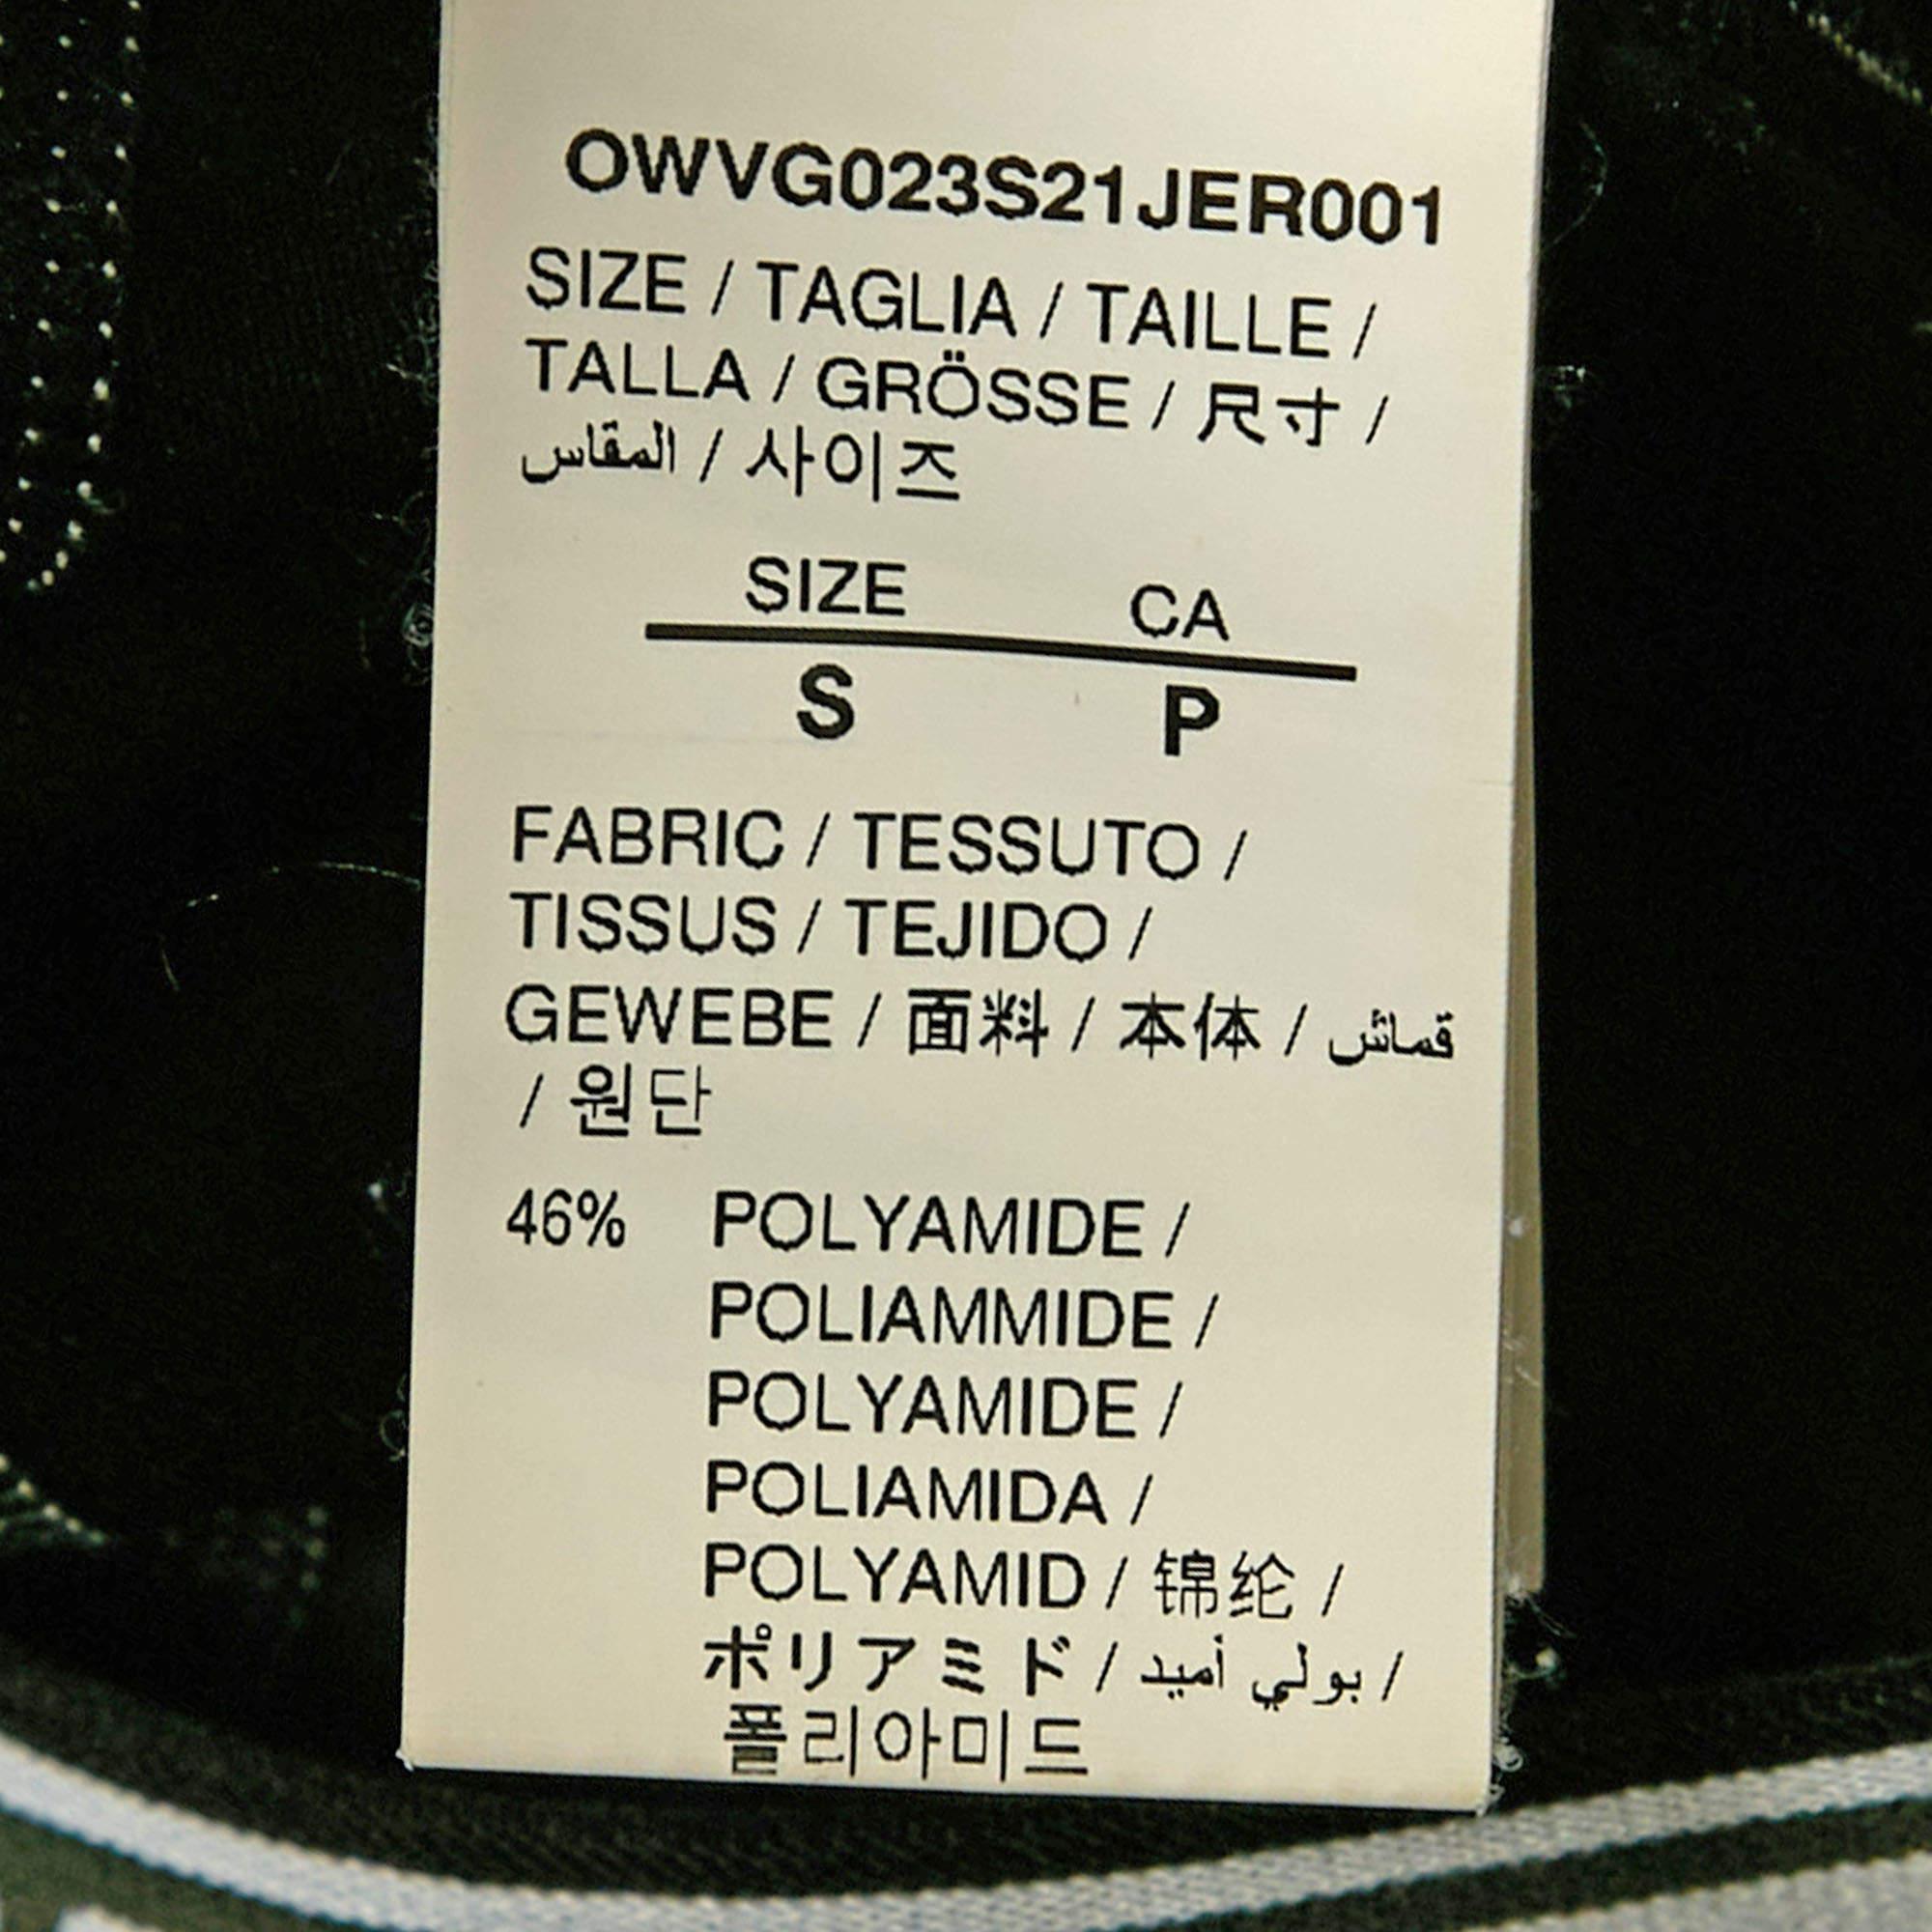 OWVG023S21JER001
SIZE / TAGLIA / TAILLE /
TALLA / GRÖSSE / 尺寸 /
المقاس / 사이즈
SIZE CA
S P
FABRIC / TESSUTO /
TISSUS / TEJIDO /
GEWEBE / 面料 / 本体 / قماش
/ 원단
46% POLYAMIDE /
POLIAMMIDE /
POLYAMIDE /
POLIAMIDA /
POLYAMID / 锦纶 /
ポリアミド / بولي أميد /
폴리아미드